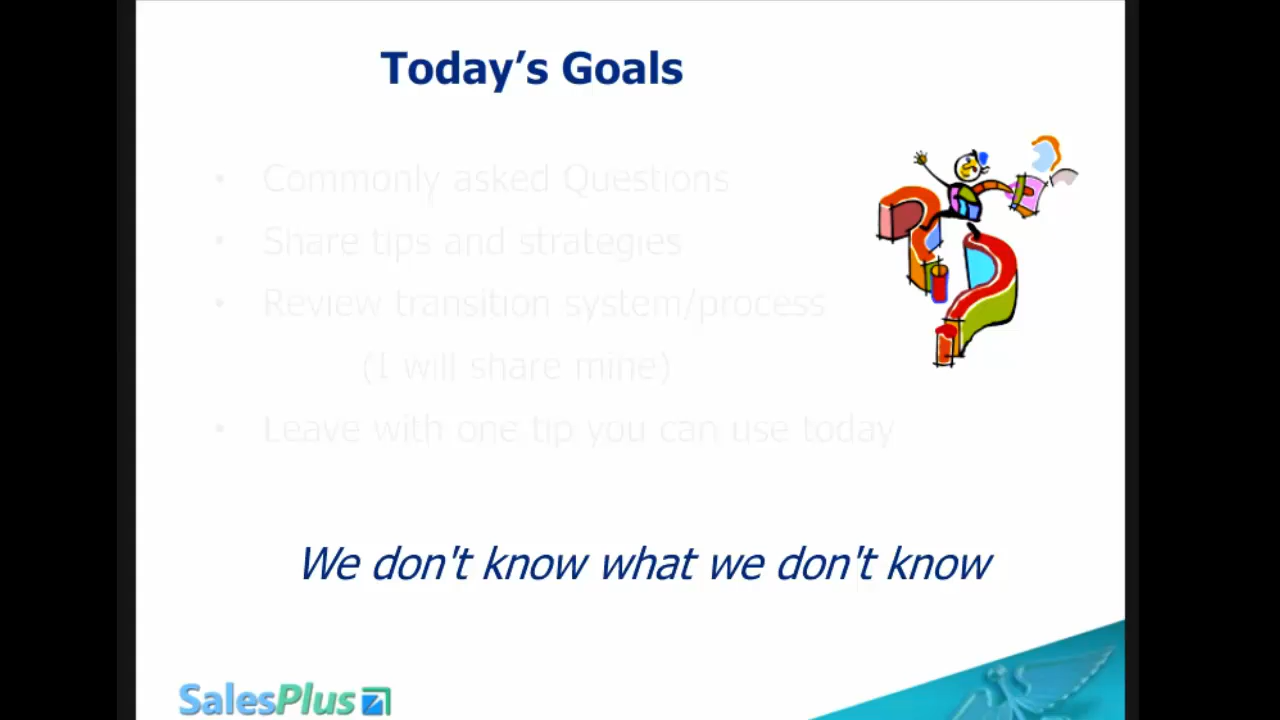 Today’s Goals
• Commonly asked Questions
• Share tips and strategies
• Review transition system/process
(I will share mine)
• Leave with one tip you can use today
We don't know what we don't know
SalesPlus